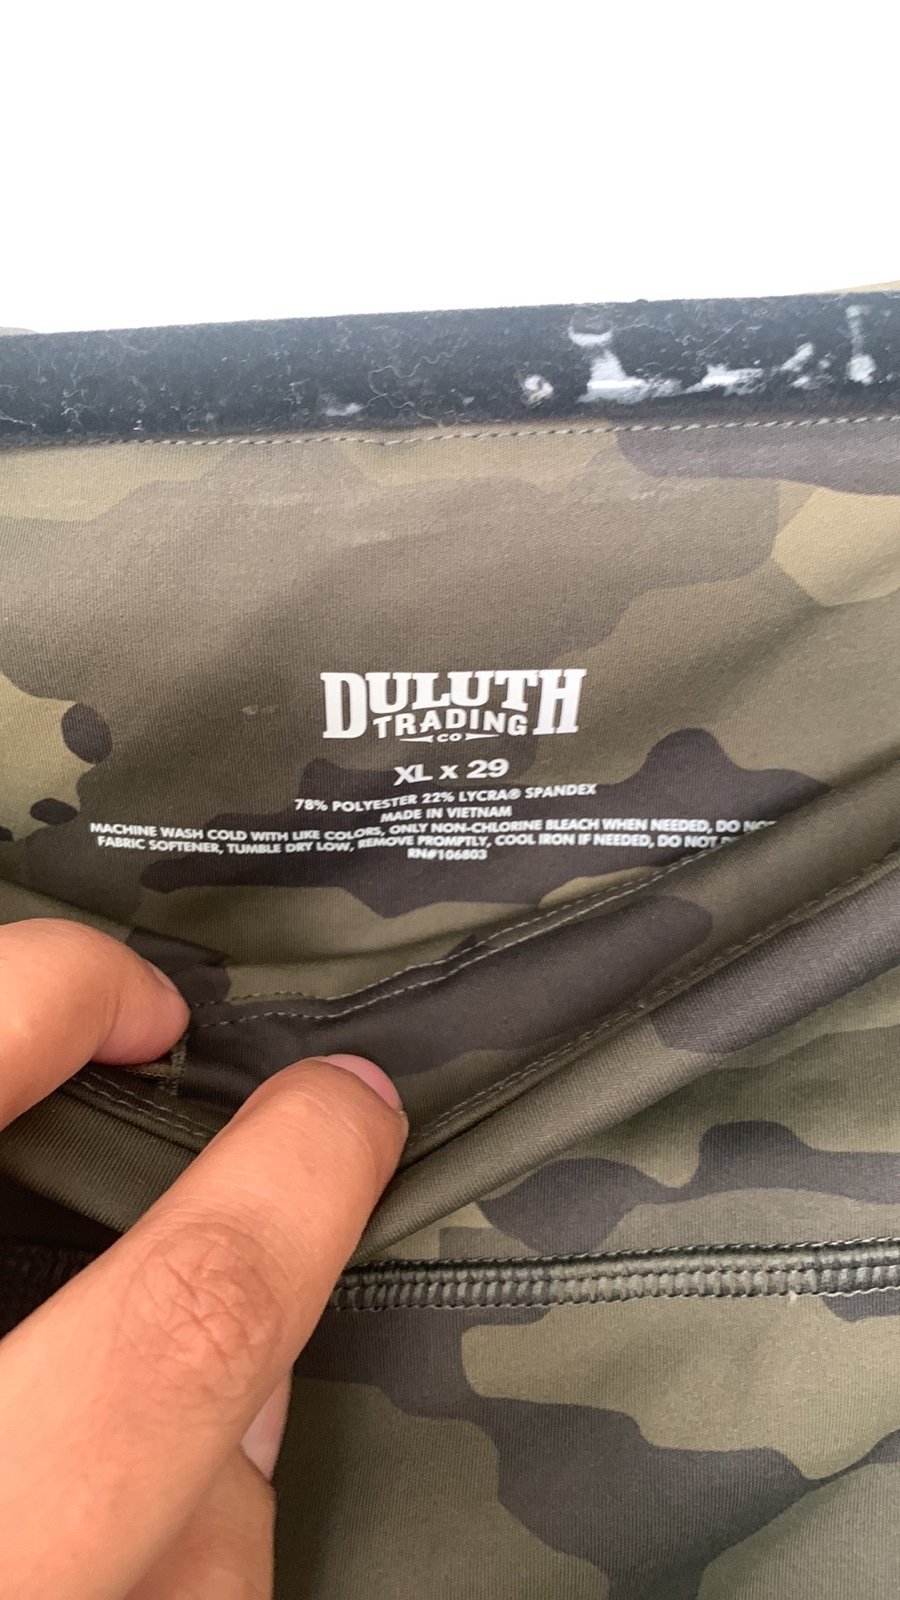 DULUTH
TRADING
CO
XL X 29
78% POLYESTER 22% LYCRA® SPANDEX
MADE IN VIETNAM
MACHINE WASH COLD WITH LIKE COLORS, ONLY NON-CHLORINE BLEACH WHEN NEEDED, DO NOT
FABRIC SOFTENER, TUMBLE DRY LOW, REMOVE PROMPTLY, COOL IRON IF NEEDED, DO NOT
RN#106803